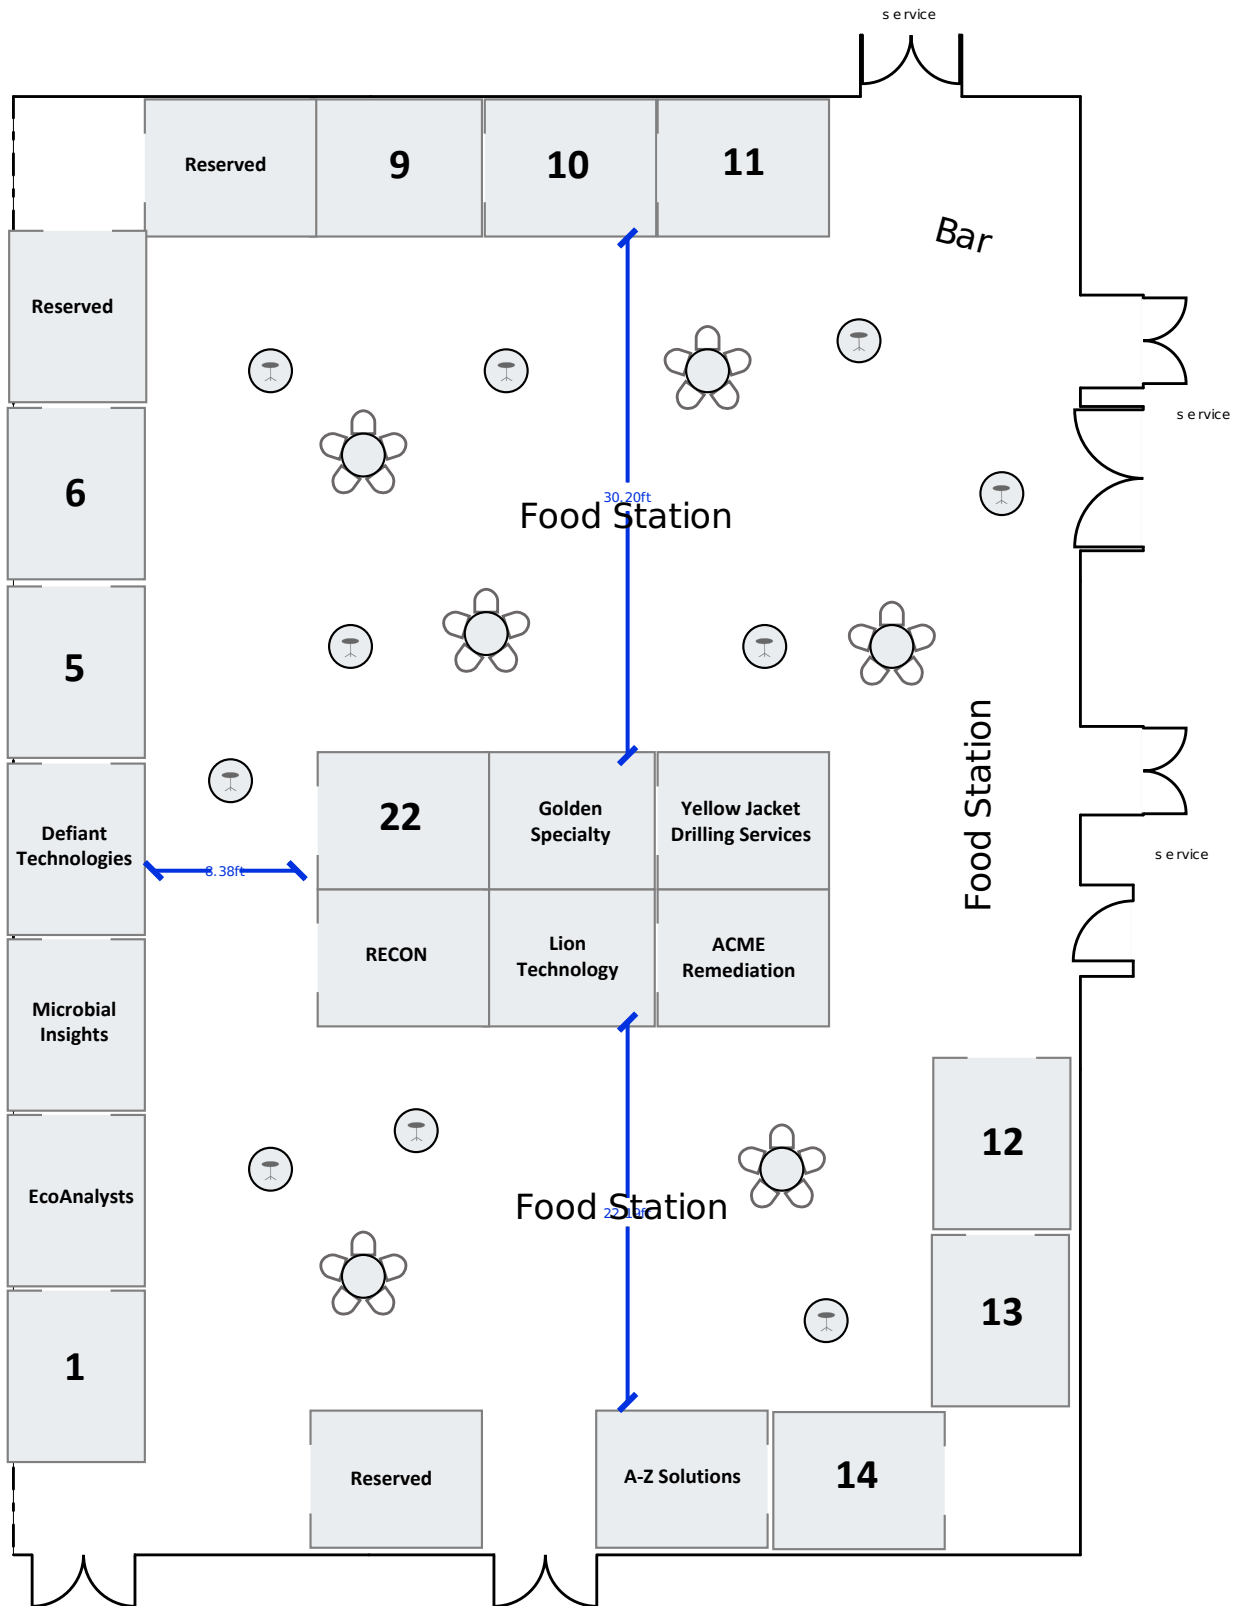 service
Reserved
9
10
11
Bar
Reserved
service
6
30.20ft
Food Station
5
22
Golden
Specialty
Yellow Jacket
Drilling Services
Food Station
Defiant
Technologies
8.38ft
service
RECON
Lion
Technology
ACME
Remediation
Microbial
Insights
12
EcoAnalysts
Food Station
22.19ft
13
1
Reserved
A-Z Solutions
14